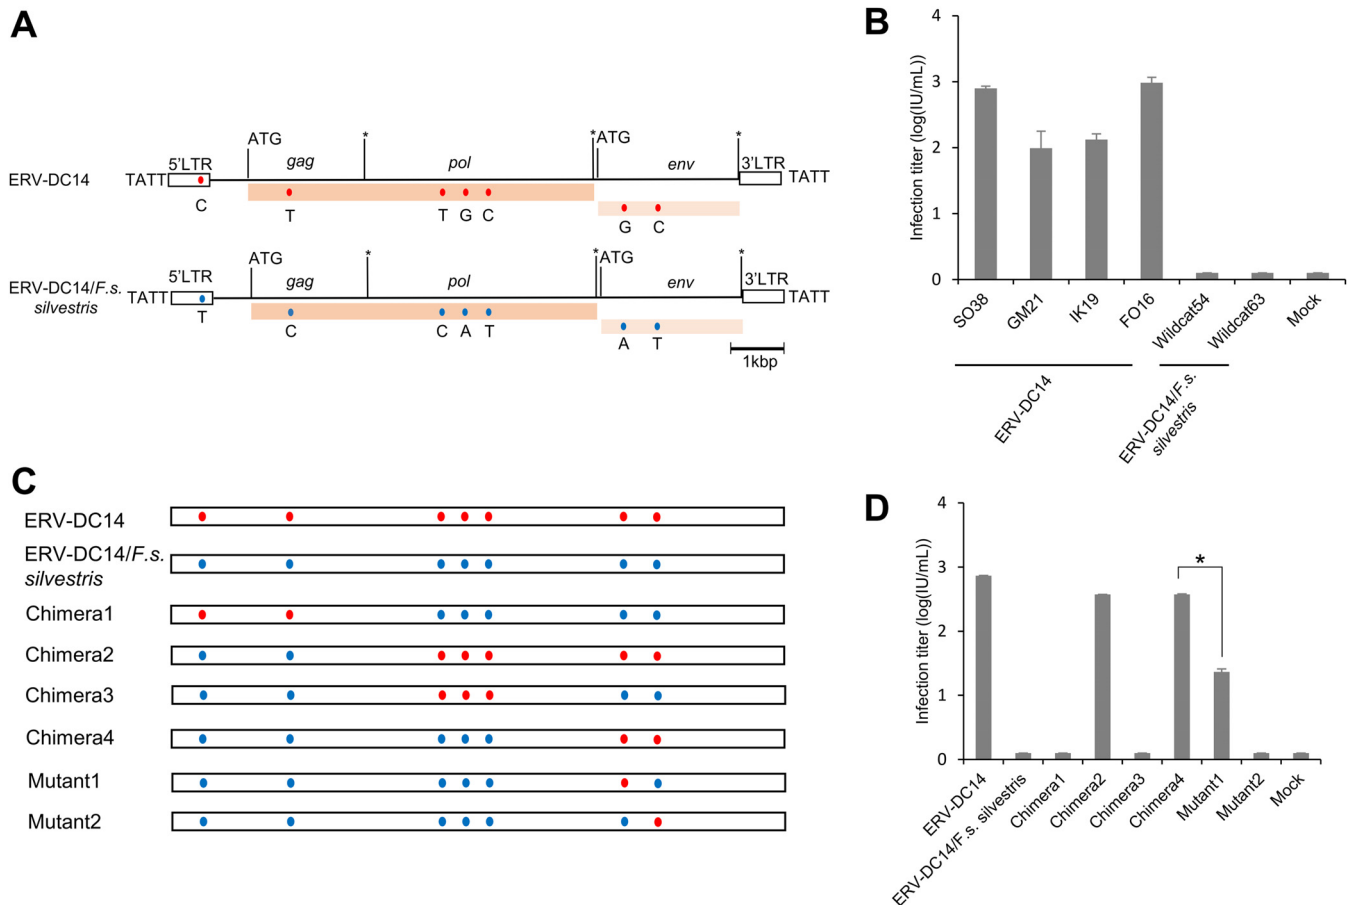 A
ATG * *ATG *
5'LTR gag pol env 3'LTR
ERV-DC14 TATT TATT
C T T G C G C
ATG * *ATG *
5'LTR gag pol env 3'LTR
ERV-DC14/F.s. TATT TATT
silvestris
T C C A T A T
1kbp
B
Infection titer (log(IU/mL))
4
3
2
1
0
SO38
GM21
IK19
FO16
Wildcat54
Wildcat63
Mock
ERV-DC14
ERV-DC14/F.s.
silvestris
C
ERV-DC14
ERV-DC14/F.s.
silvestris
Chimera1
Chimera2
Chimera3
Chimera4
Mutant1
Mutant2
D
Infection titer (log(IU/mL))
4
3
2
1
0
*
ERV-DC14
ERV-DC14/F.s. silvestris
Chimera1
Chimera2
Chimera3
Chimera4
Mutant1
Mutant2
Mock